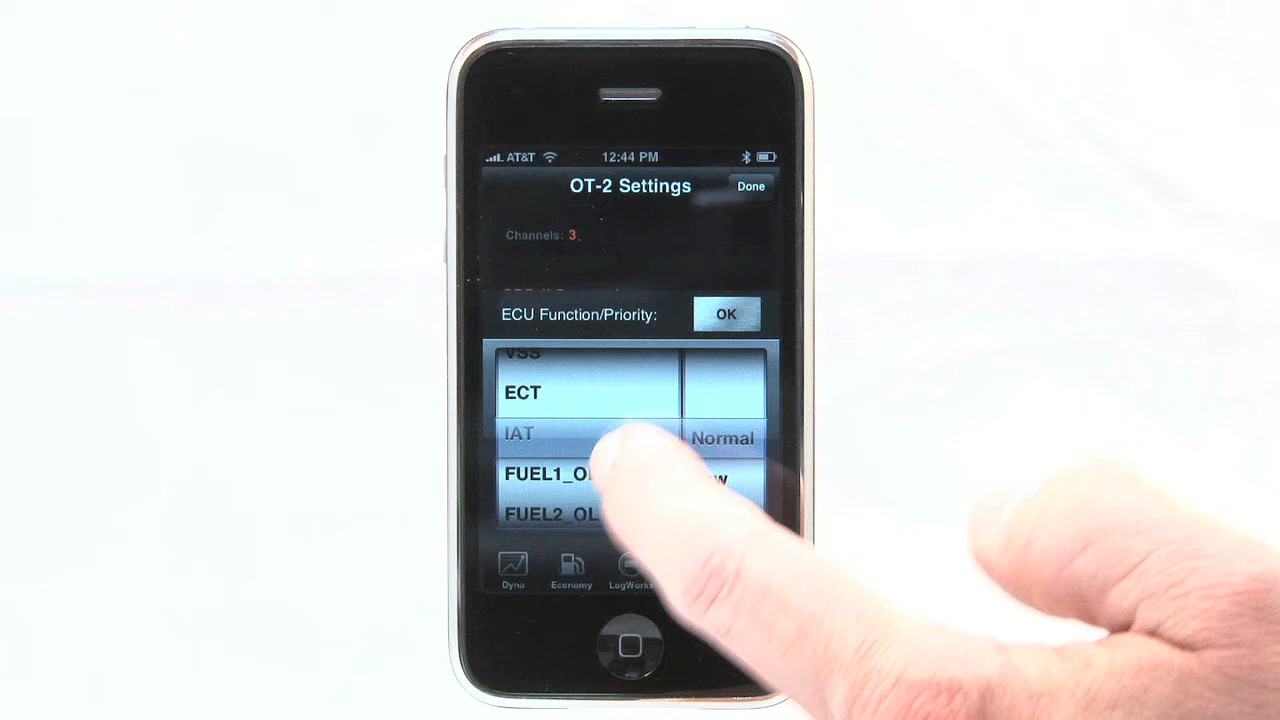 AT&T 12:44 PM
OT-2 Settings Done
Channels: 3
ECU Function/Priority: OK
VSS
ECT
IAT Normal
FUEL1_OL
FUEL2_OL
Dyno Economy LogWorks